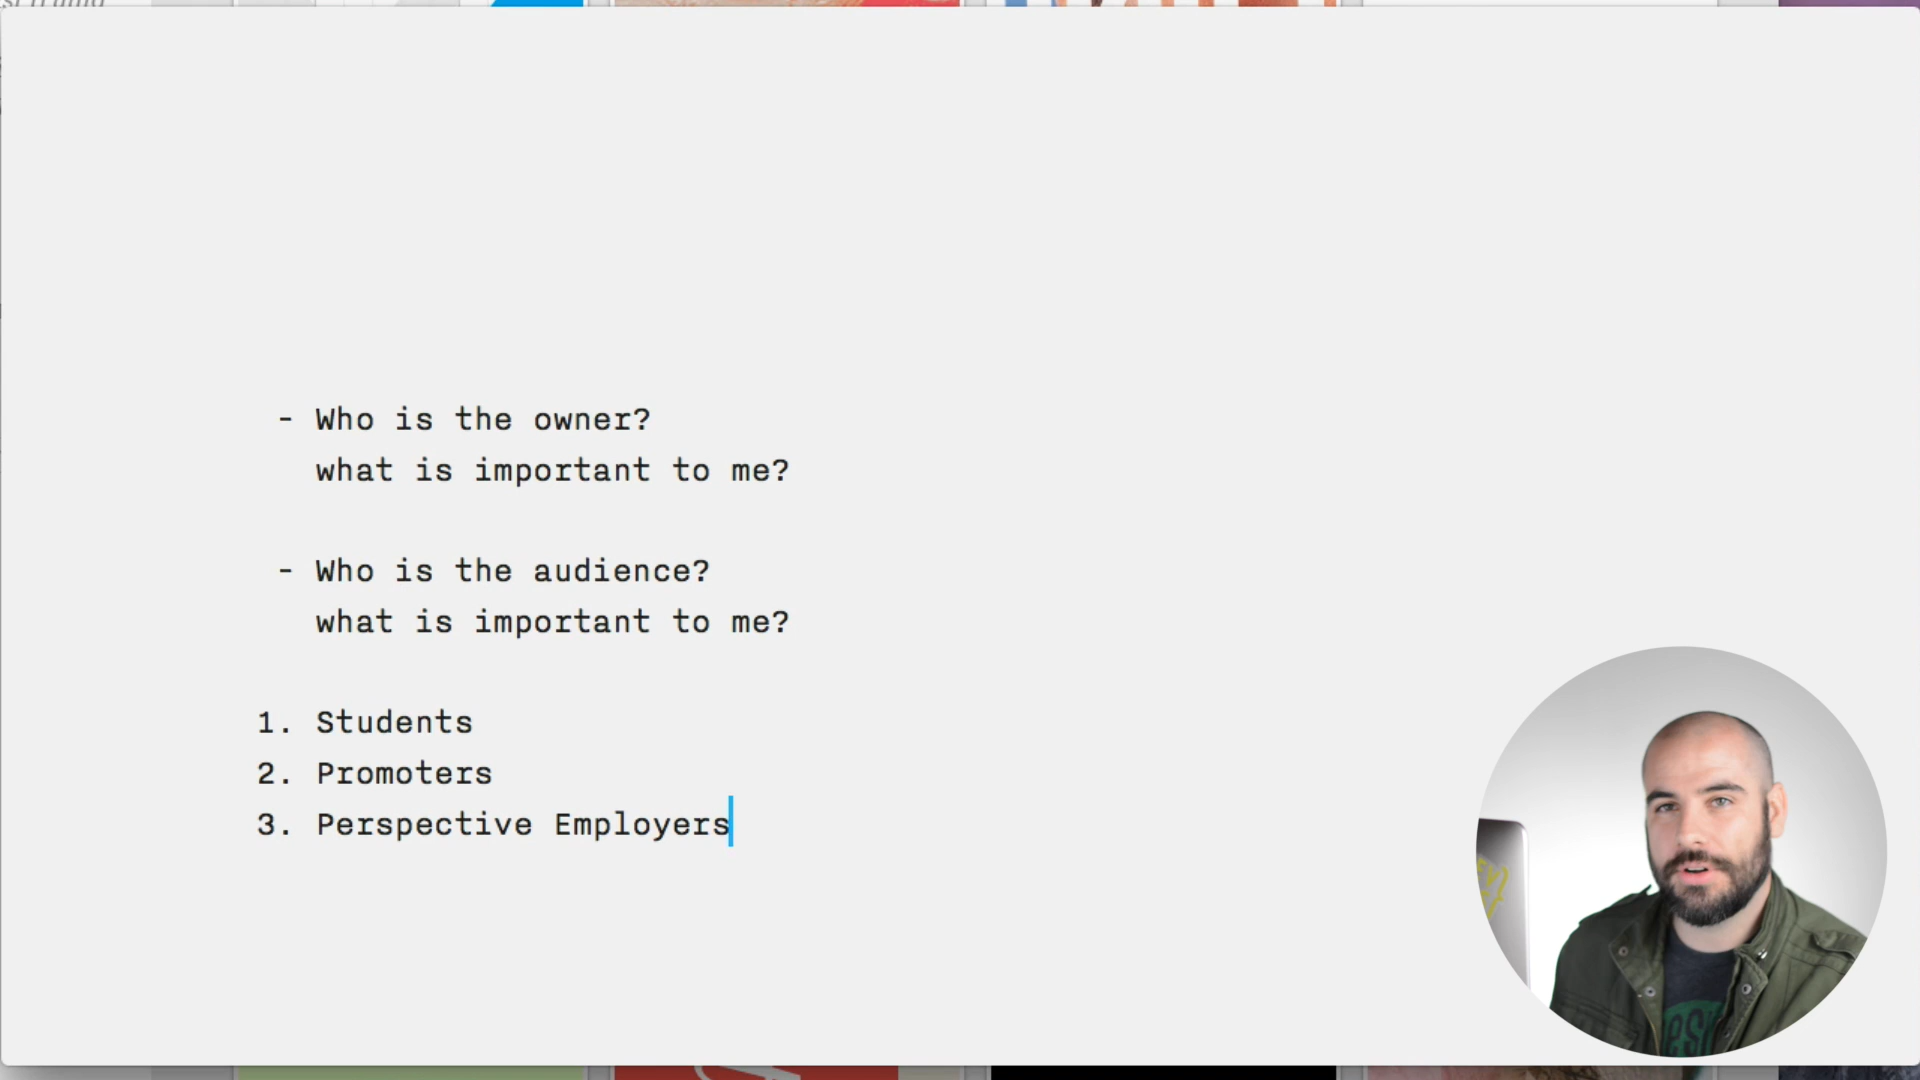 - Who is the owner?
what is important to me?
- Who is the audience?
what is important to me?
1. Students
2. Promoters
3. Perspective Employers